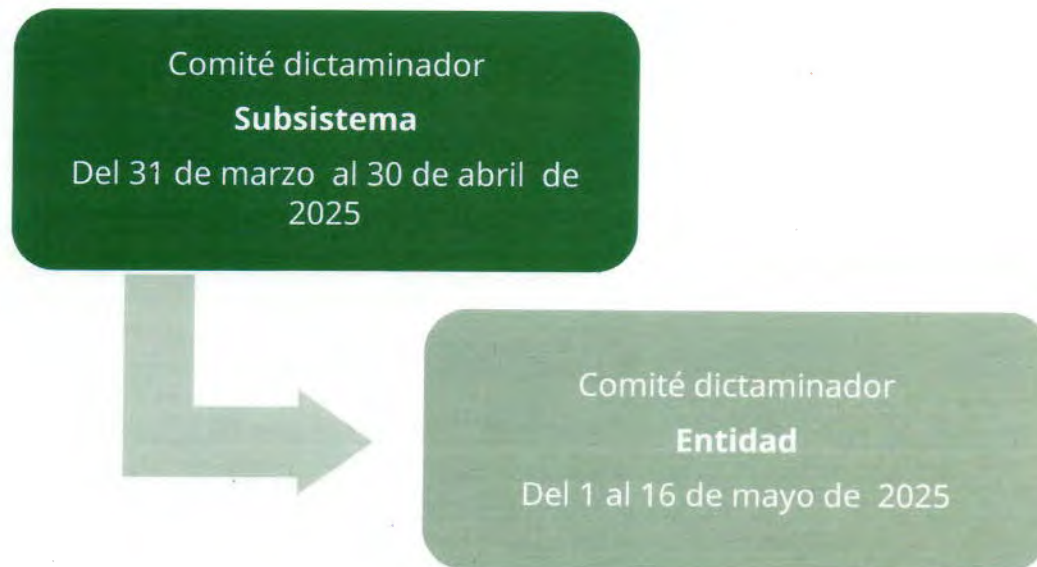 Comité dictaminador
Subsistema
Del 31 de marzo al 30 de abril de
2025
Comité dictaminador
Entidad
Del 1 al 16 de mayo de 2025